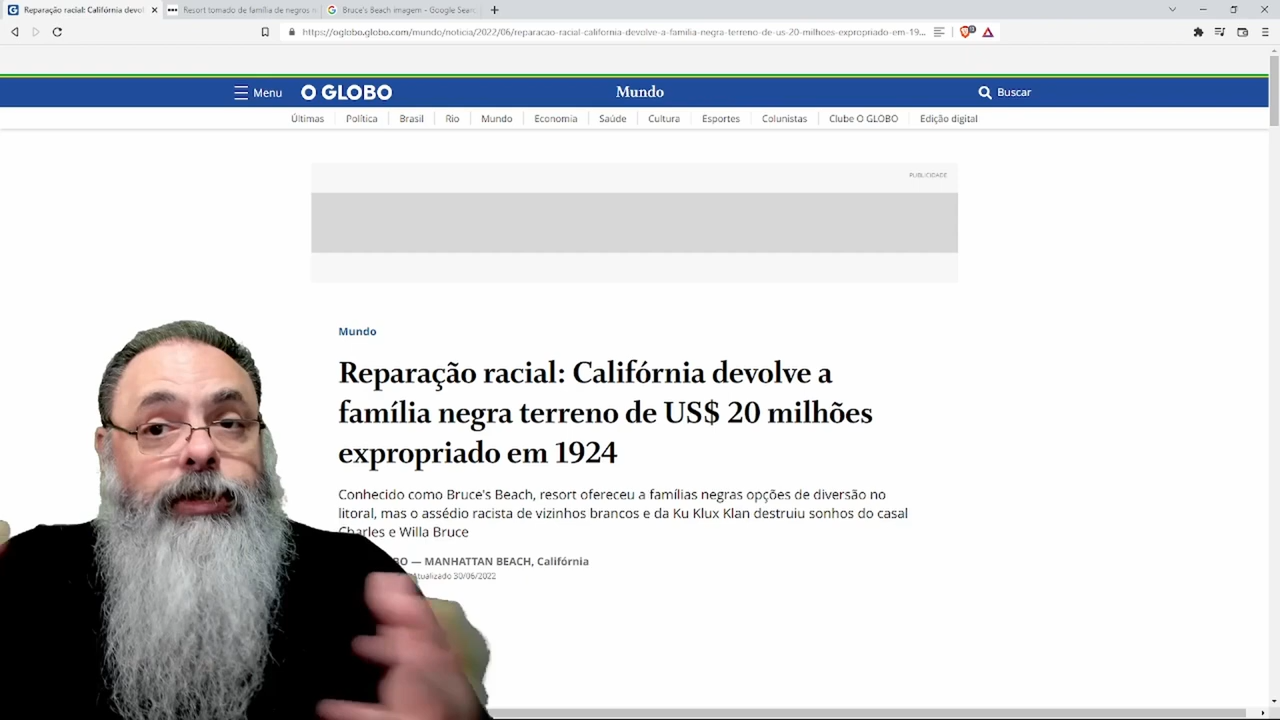 Reparação racial: Califórnia devol
Resort tomado de família de negros n
Bruce's Beach imagem - Google Sear
https://oglobo.globo.com/mundo/noticia/2022/06/reparacao-racial-california-devolve-a-familia-negra-terreno-de-us-20-milhoes-expropriado-em-19...
Menu
O GLOBO
Mundo
Buscar
Últimas
Política
Brasil
Rio
Mundo
Economia
Saúde
Cultura
Esportes
Colunistas
Clube O GLOBO
Edição digital
PUBLICIDADE
Mundo
Reparação racial: Califórnia devolve a
família negra terreno de US$ 20 milhões
expropriado em 1924
Conhecido como Bruce's Beach, resort ofereceu a famílias negras opções de diversão no
litoral, mas o assédio racista de vizinhos brancos e da Ku Klux Klan destruiu sonhos do casal
Charles e Willa Bruce
BO — MANHATTAN BEACH, Califórnia
Atualizado 30/06/2022